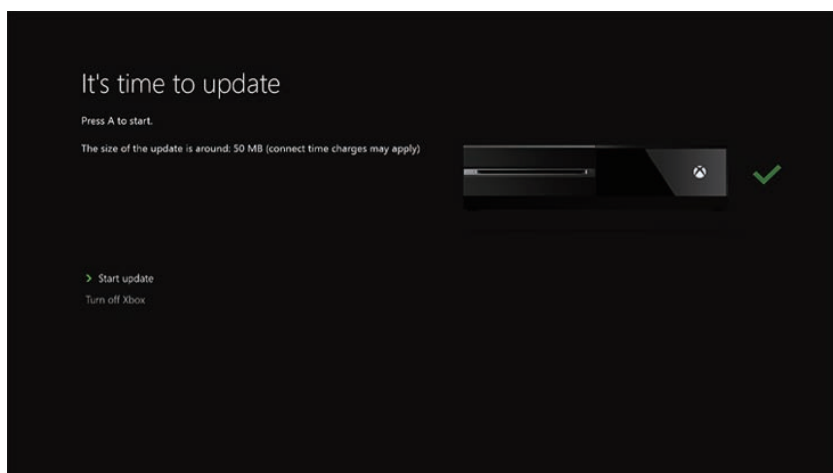 It's time to update
Press A to start.
The size of the update is around: 50 MB (connect time charges may apply)
Start update
Turn off Xbox